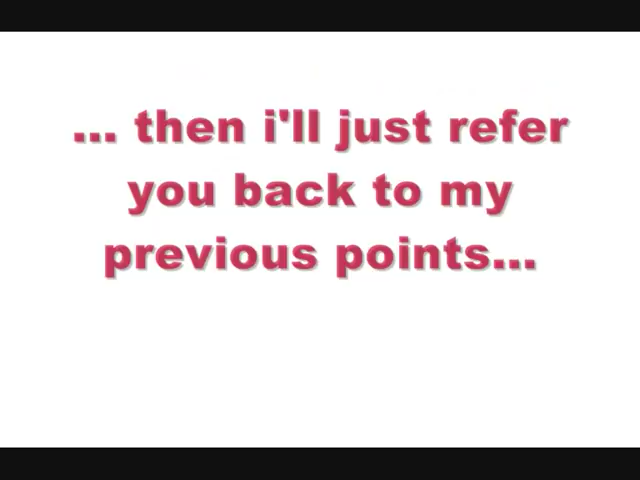 ... then i'll just refer
you back to my
previous points...